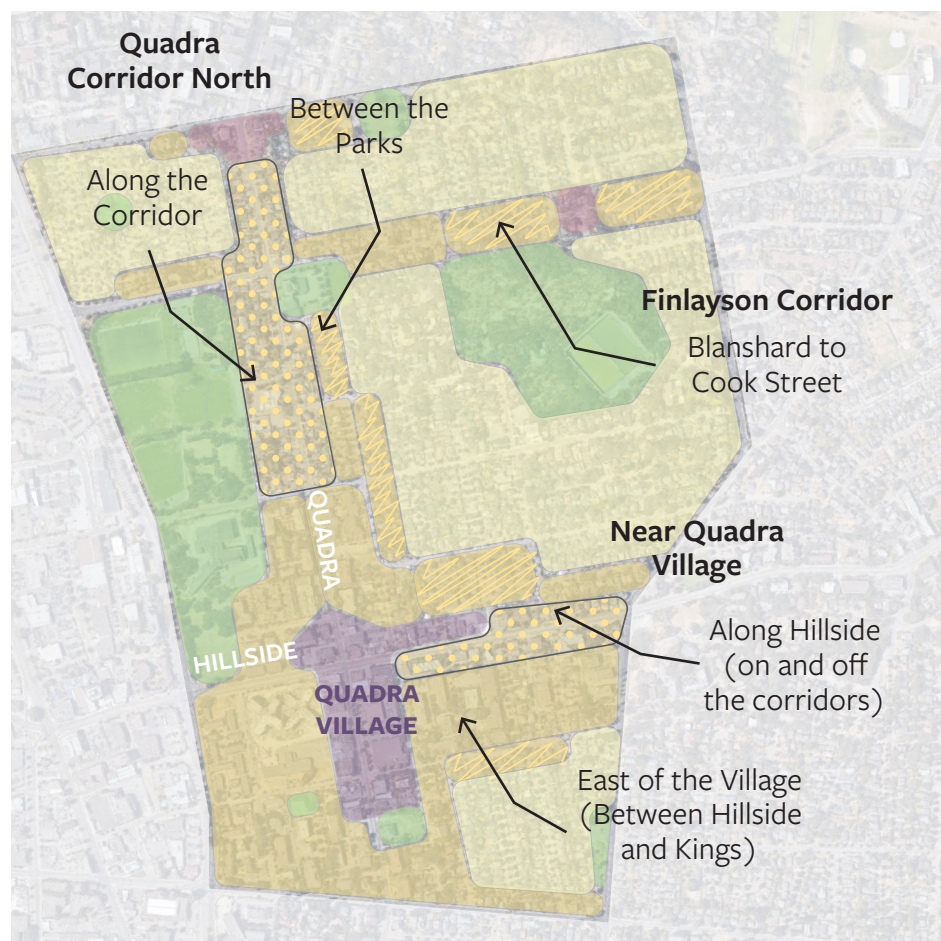 Quadra
Corridor North
Between the
Parks
Along the
Corridor
Finlayson Corridor
Blanshard to
Cook Street
QUADRA
Near Quadra
Village
Along Hillside
(on and off
the corridors)
HILLSIDE
QUADRA
VILLAGE
East of the Village
(Between Hillside
and Kings)